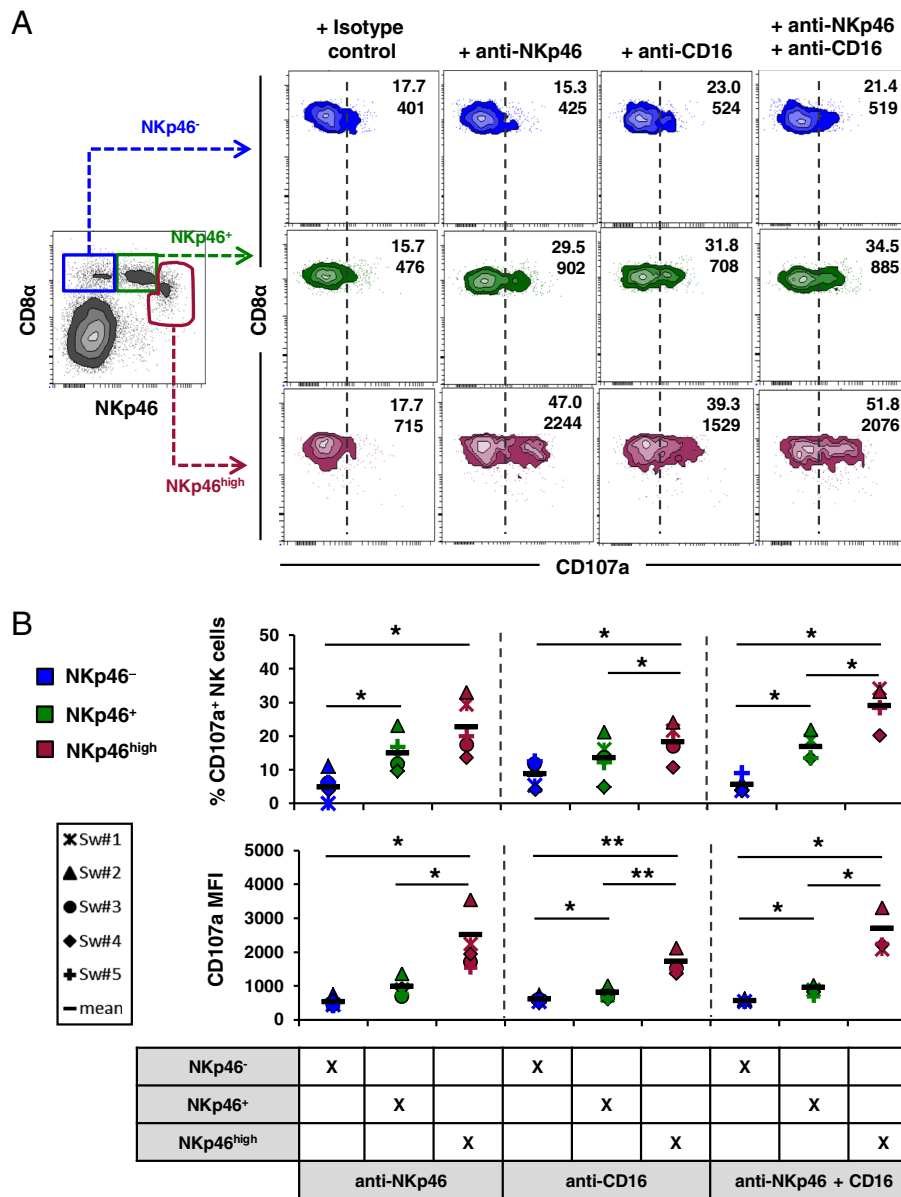 A
+ Isotype control
+ anti-NKp46
+ anti-CD16
+ anti-NKp46 + anti-CD16
NKp46-
NKp46+
NKp46high
CD8α
NKp46
CD8α
17.7
401
15.3
425
23.0
524
21.4
519
15.7
476
29.5
902
31.8
708
34.5
885
17.7
715
47.0
2244
39.3
1529
51.8
2076
CD107a
B
NKp46–
NKp46+
NKp46high
% CD107a+ NK cells
50
40
30
20
10
0
* * * * * * *
Sw#1
Sw#2
Sw#3
Sw#4
Sw#5
mean
CD107a MFI
5000
4000
3000
2000
1000
0
* * ** ** * * * *
NKp46- X X X
NKp46+ X X X
NKp46high X X X
anti-NKp46 anti-CD16 anti-NKp46 + CD16